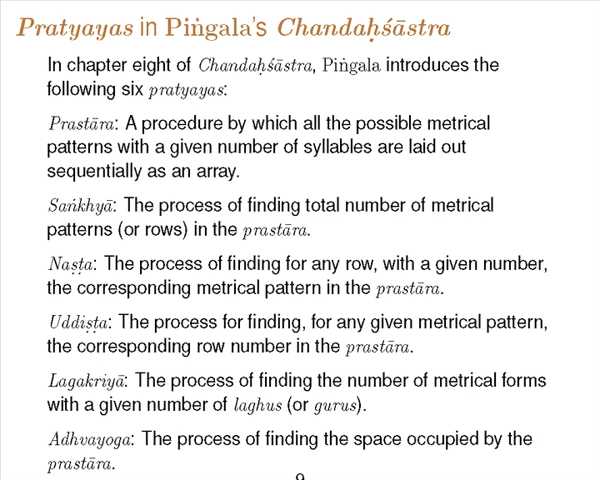 Pratyayas in Piṅgala's Chandaḥśāstra
In chapter eight of Chandaḥśāstra, Piṅgala introduces the
following six pratyayas:
Prastāra: A procedure by which all the possible metrical
patterns with a given number of syllables are laid out
sequentially as an array.
Saṅkhyā: The process of finding total number of metrical
patterns (or rows) in the prastāra.
Naṣṭa: The process of finding for any row, with a given number,
the corresponding metrical pattern in the prastāra.
Uddiṣṭa: The process for finding, for any given metrical pattern,
the corresponding row number in the prastāra.
Lagakriyā: The process of finding the number of metrical forms
with a given number of laghus (or gurus).
Adhvayoga: The process of finding the space occupied by the
prastāra.